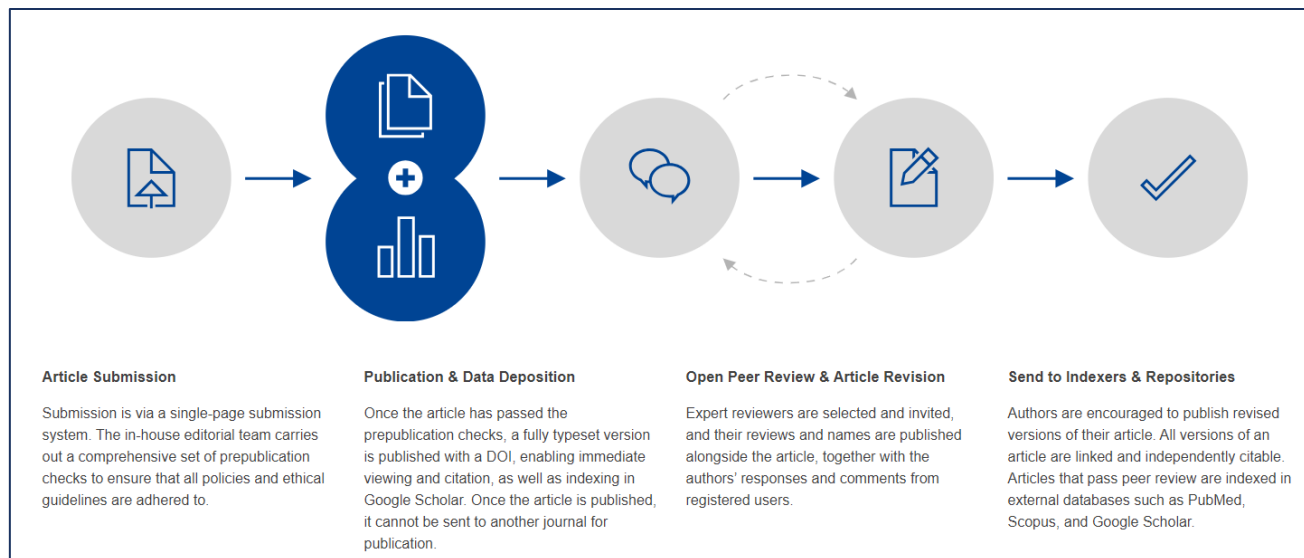 Article Submission
Submission is via a single-page submission
system. The in-house editorial team carries
out a comprehensive set of prepublication
checks to ensure that all policies and ethical
guidelines are adhered to.
Publication & Data Deposition
Once the article has passed the
prepublication checks, a fully typeset version
is published with a DOI, enabling immediate
viewing and citation, as well as indexing in
Google Scholar. Once the article is published,
it cannot be sent to another journal for
publication.
Open Peer Review & Article Revision
Expert reviewers are selected and invited,
and their reviews and names are published
alongside the article, together with the
authors' responses and comments from
registered users.
Send to Indexers & Repositories
Authors are encouraged to publish revised
versions of their article. All versions of an
article are linked and independently citable.
Articles that pass peer review are indexed in
external databases such as PubMed,
Scopus, and Google Scholar.